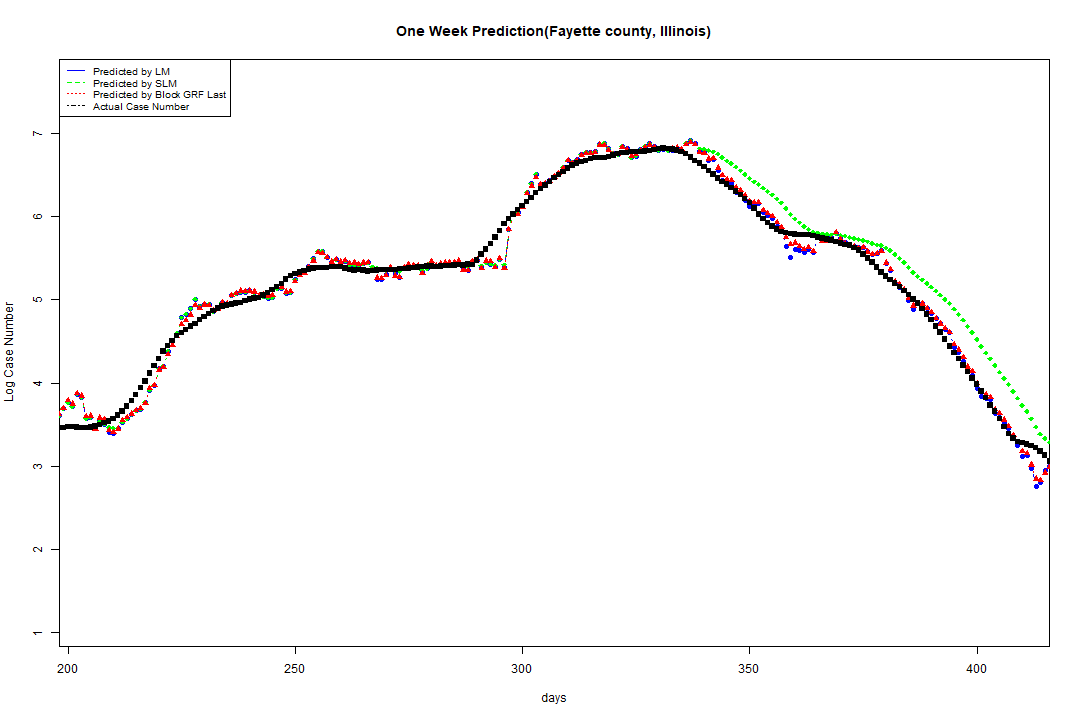 One Week Prediction(Fayette county, Illinois)
Predicted by LM
Predicted by SLM
Predicted by Block GRF Last
Actual Case Number
Log Case Number
7
6
5
4
3
2
1
200 250 300 350 400
days